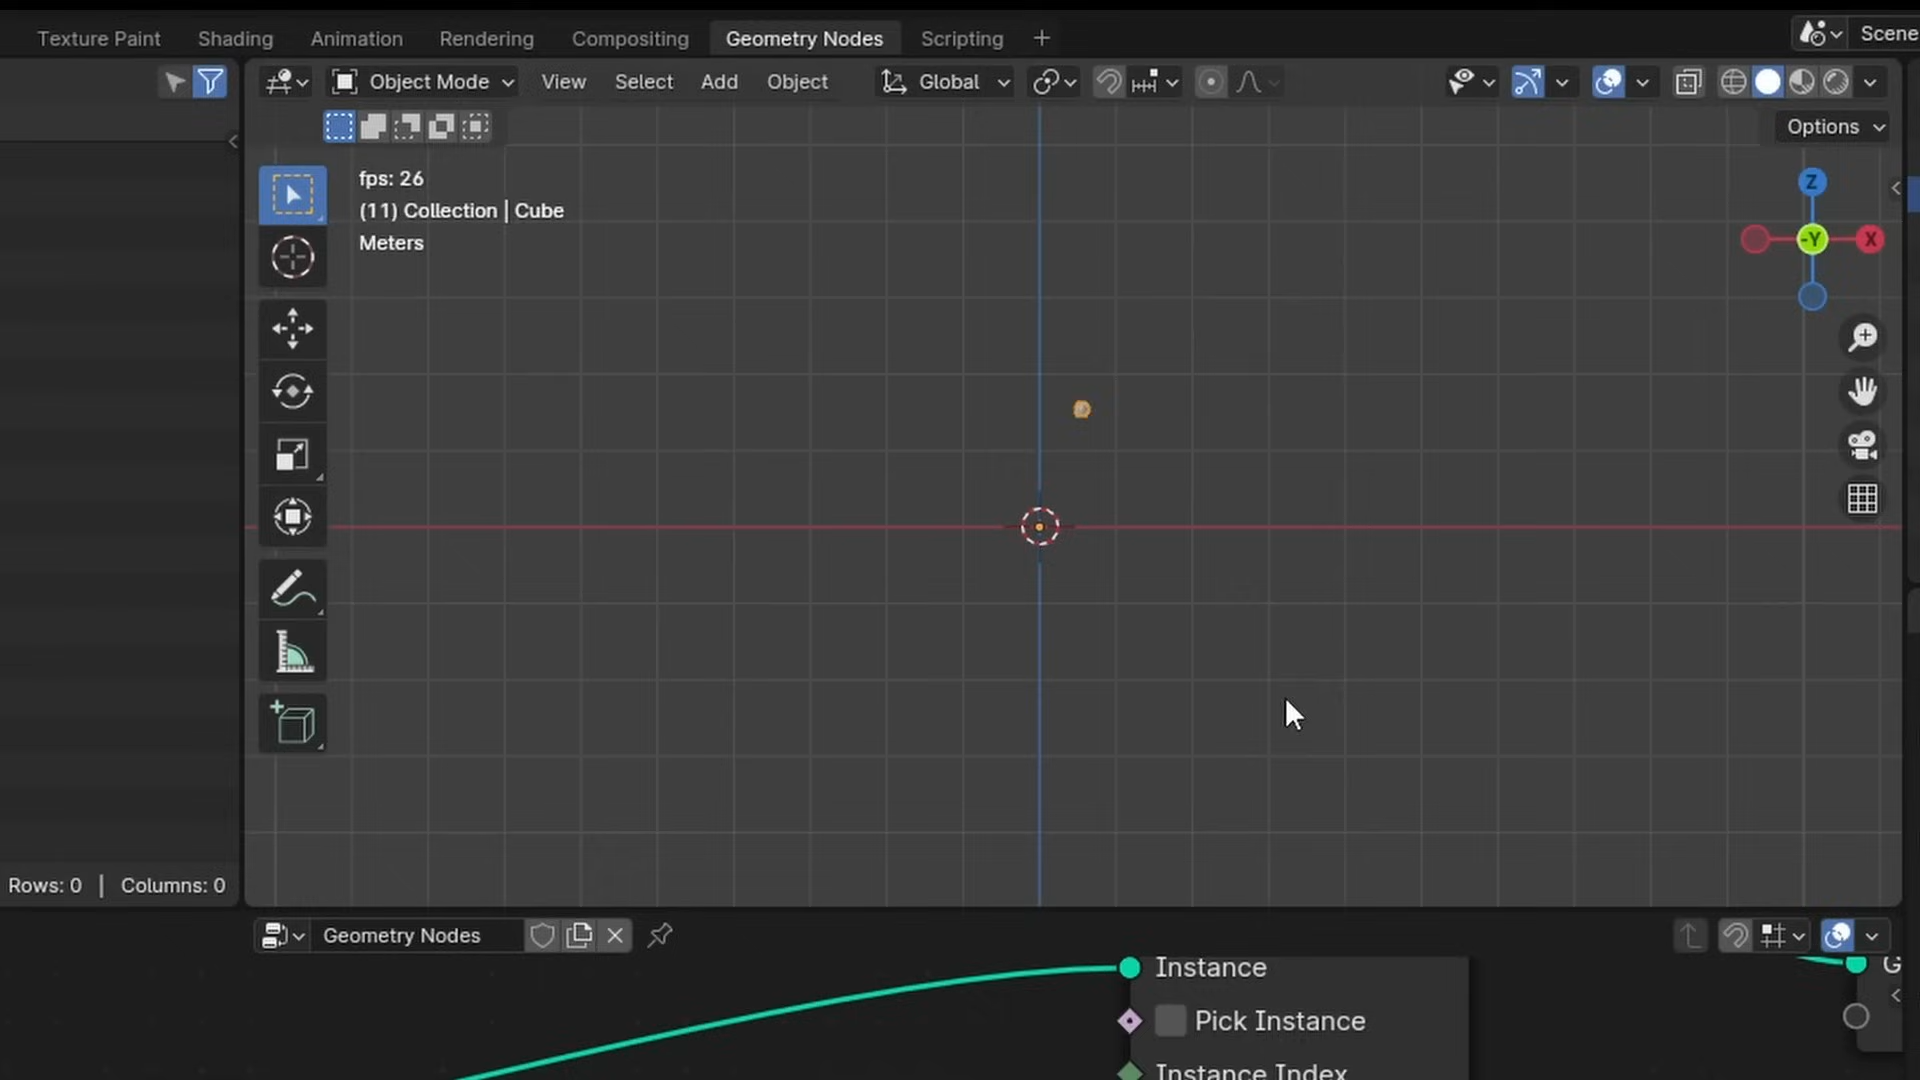 Texture Paint Shading Animation Rendering Compositing Geometry Nodes Scripting + Scene
Object Mode View Select Add Object Global
Options
fps: 26
(11) Collection | Cube
Meters
Z
-Y X
Rows: 0 | Columns: 0
Geometry Nodes
Instance
G
Pick Instance
Instance Index